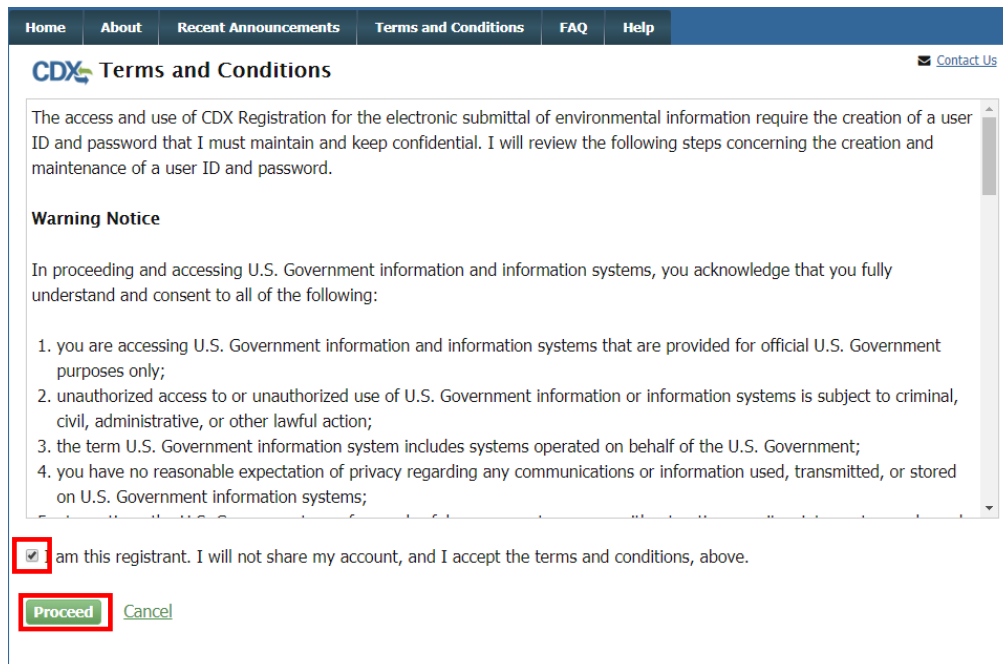 Home About Recent Announcements Terms and Conditions FAQ Help
Contact Us
CDX Terms and Conditions
The access and use of CDX Registration for the electronic submittal of environmental information require the creation of a user
ID and password that I must maintain and keep confidential. I will review the following steps concerning the creation and
maintenance of a user ID and password.
Warning Notice
In proceeding and accessing U.S. Government information and information systems, you acknowledge that you fully
understand and consent to all of the following:
1. you are accessing U.S. Government information and information systems that are provided for official U.S. Government
purposes only;
2. unauthorized access to or unauthorized use of U.S. Government information or information systems is subject to criminal,
civil, administrative, or other lawful action;
3. the term U.S. Government information system includes systems operated on behalf of the U.S. Government;
4. you have no reasonable expectation of privacy regarding any communications or information used, transmitted, or stored
on U.S. Government information systems;
I am this registrant. I will not share my account, and I accept the terms and conditions, above.
Proceed Cancel